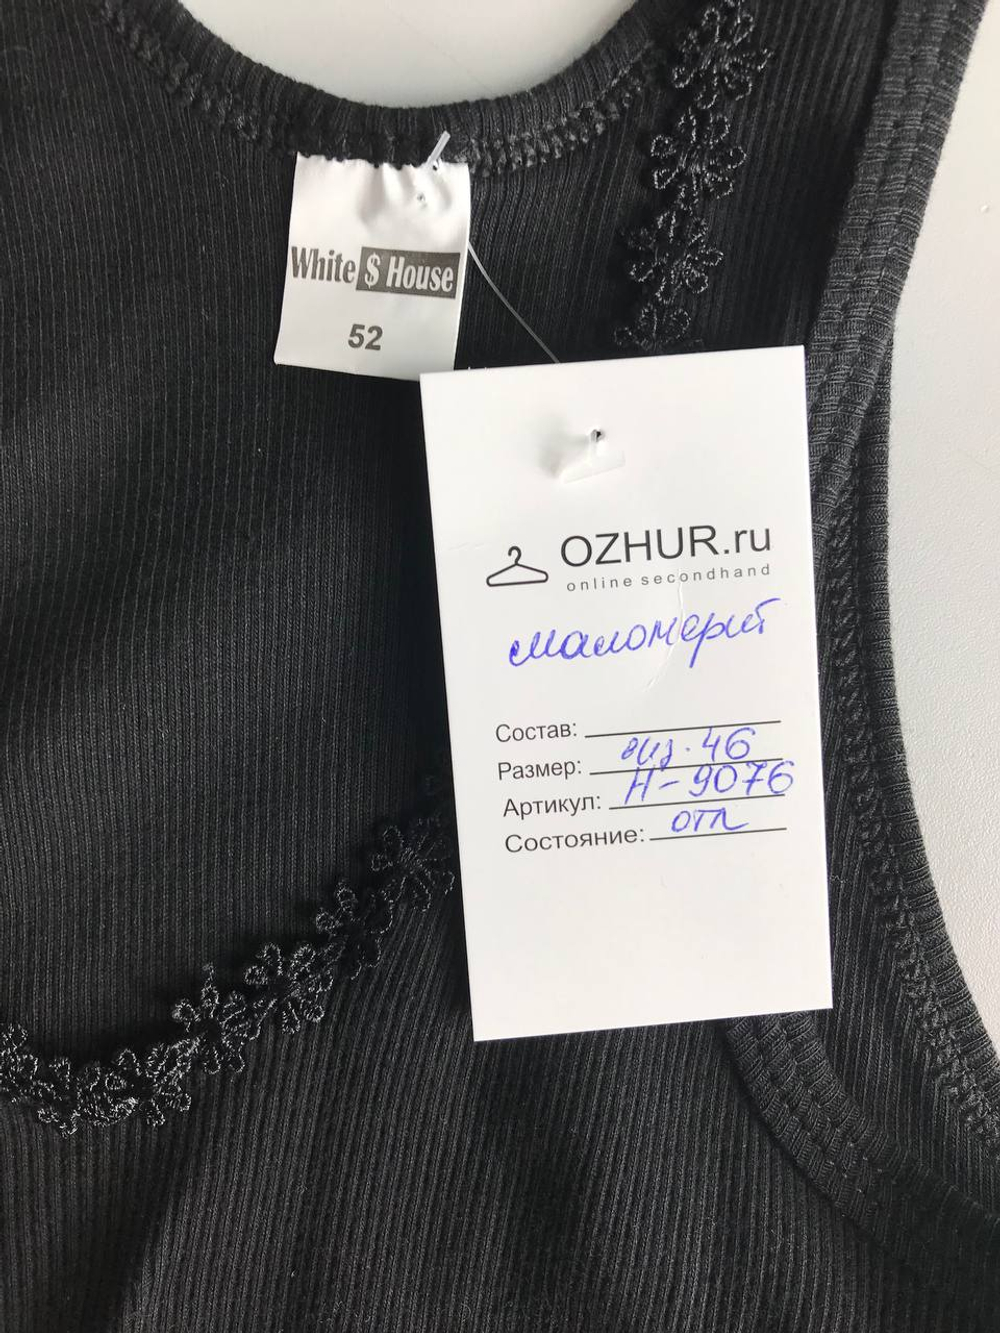 White $ House
52
OZHUR.ru
online secondhand
маломерит
Состав:
Размер: виз. 46
Артикул: Н-9076
Состояние: отл